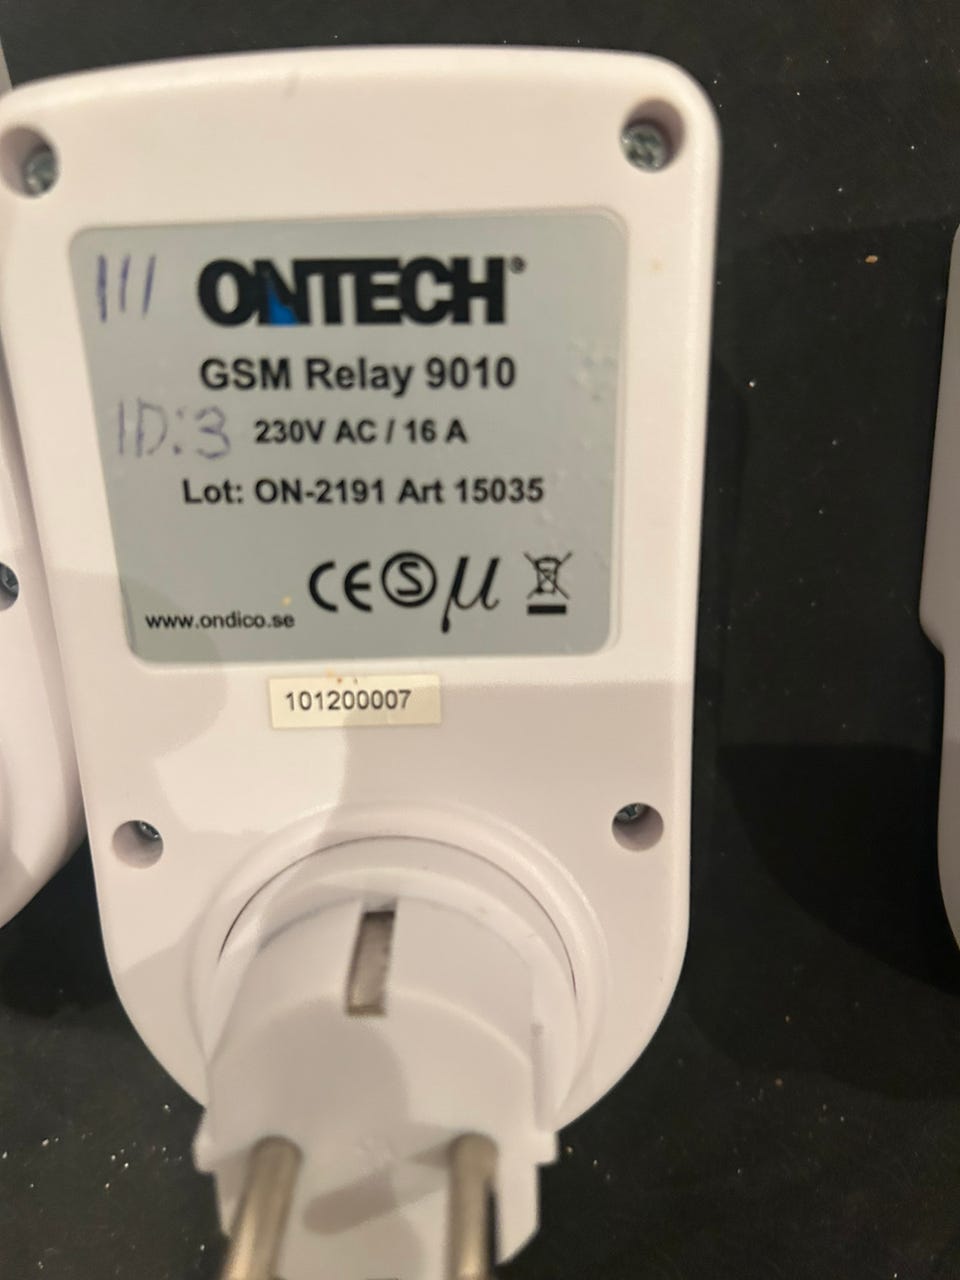 III ONTECH®
GSM Relay 9010
ID:3 230V AC / 16 A
Lot: ON-2191 Art 15035
CE S µ
www.ondico.se
101200007